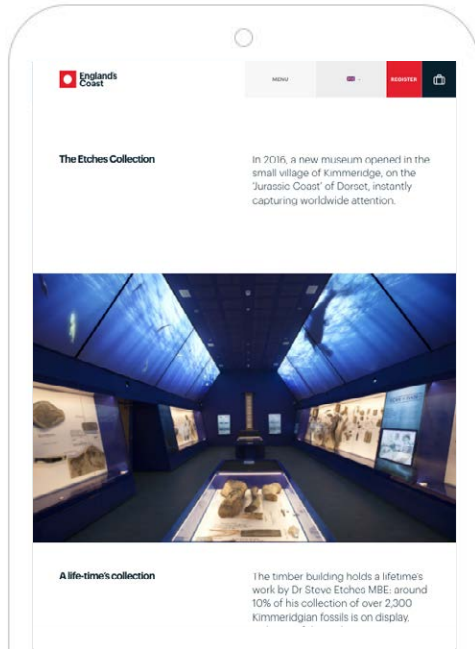 England's
Coast
MENU
REGISTER
The Etches Collection
In 2016, a new museum opened in the
small village of Kimmeridge, on the
'Jurassic Coast' of Dorset, instantly
capturing worldwide attention.
A life-time's collection
The timber building holds a lifetime's
work by Dr Steve Etches MBE: around
10% of his collection of over 2,300
Kimmeridgian fossils is on display,